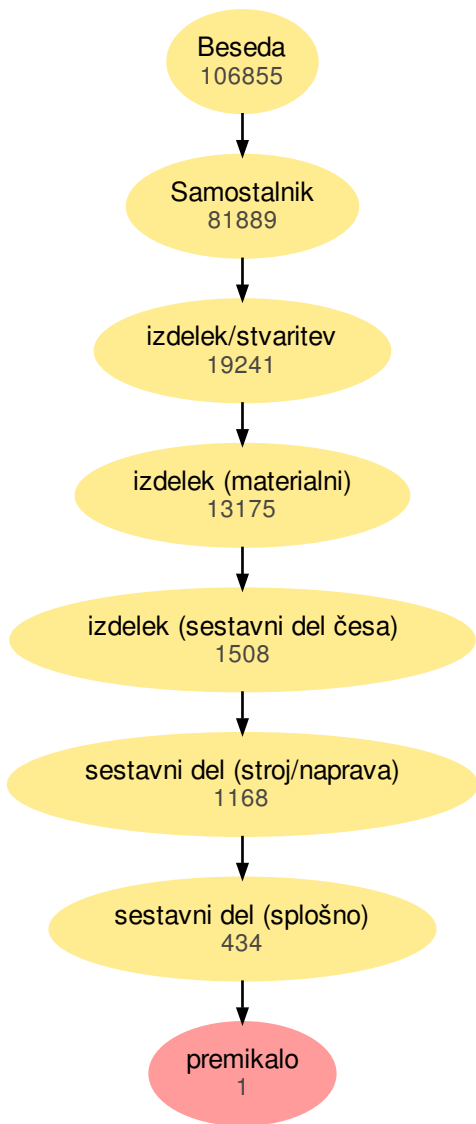 Beseda
106855
Samostalnik
81889
izdelek/stvaritev
19241
izdelek (materialni)
13175
izdelek (sestavni del česa)
1508
sestavni del (stroj/naprava)
1168
sestavni del (splošno)
434
premikalo
1